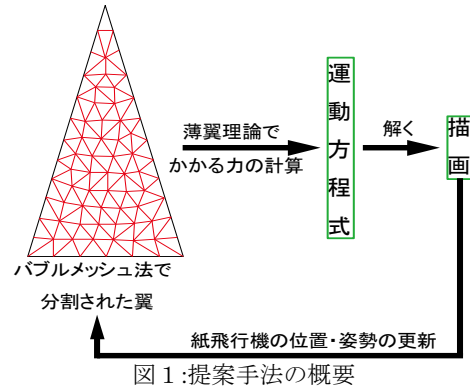 薄翼理論で
かかる力の計算
運動方程式
解く
描画
バブルメッシュ法で
分割された翼
紙飛行機の位置・姿勢の更新
図1:提案手法の概要